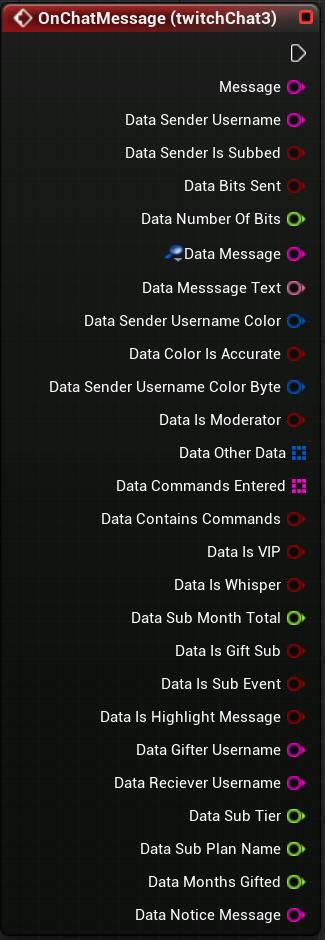 OnChatMessage (twitchChat3)
Message
Data Sender Username
Data Sender Is Subbed
Data Bits Sent
Data Number Of Bits
Data Message
Data Messsage Text
Data Sender Username Color
Data Color Is Accurate
Data Sender Username Color Byte
Data Is Moderator
Data Other Data
Data Commands Entered
Data Contains Commands
Data Is VIP
Data Is Whisper
Data Sub Month Total
Data Is Gift Sub
Data Is Sub Event
Data Is Highlight Message
Data Gifter Username
Data Reciever Username
Data Sub Tier
Data Sub Plan Name
Data Months Gifted
Data Notice Message